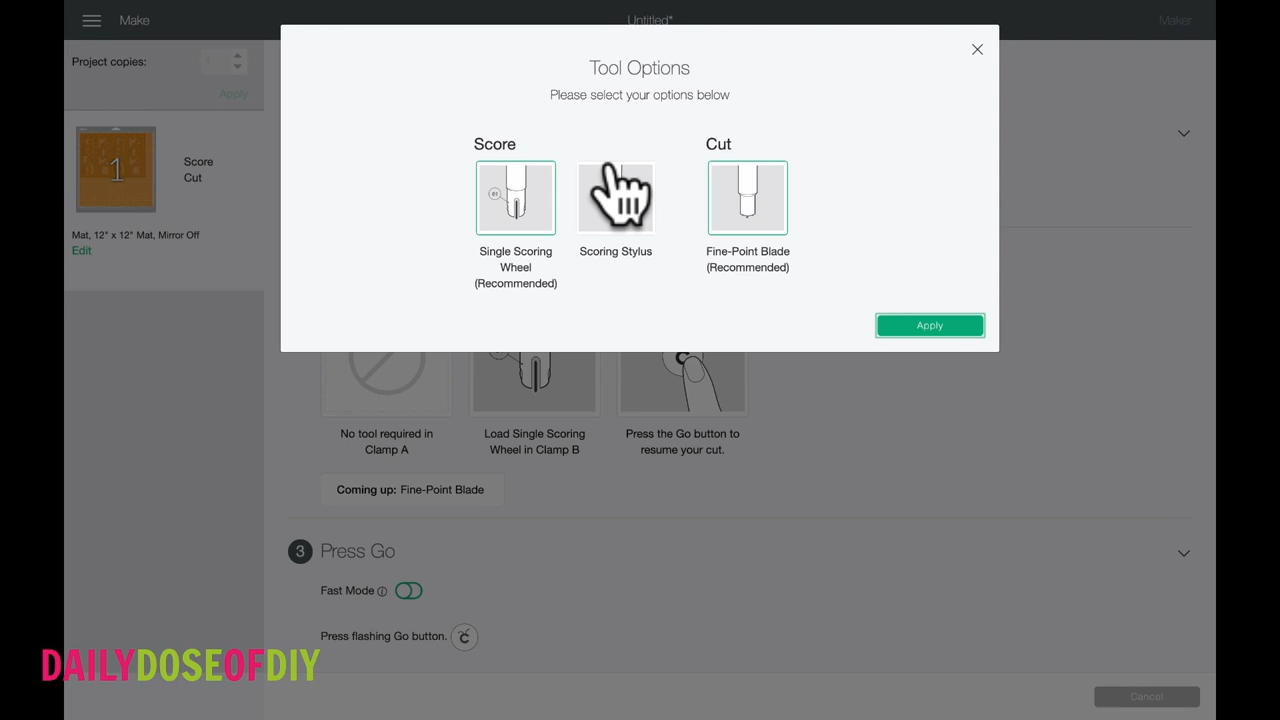 Make
Untitled*
Maker
Project copies:
Apply
1
Score
Cut
Mat, 12" x 12" Mat, Mirror Off
Edit
Tool Options
Please select your options below
Score
Cut
Single Scoring
Wheel
(Recommended)
Scoring Stylus
Fine-Point Blade
(Recommended)
Apply
No tool required in
Clamp A
Load Single Scoring
Wheel in Clamp B
Press the Go button to
resume your cut.
Coming up: Fine-Point Blade
3 Press Go
Fast Mode
Press flashing Go button.
DAILYDOSEOFDIY
Cancel